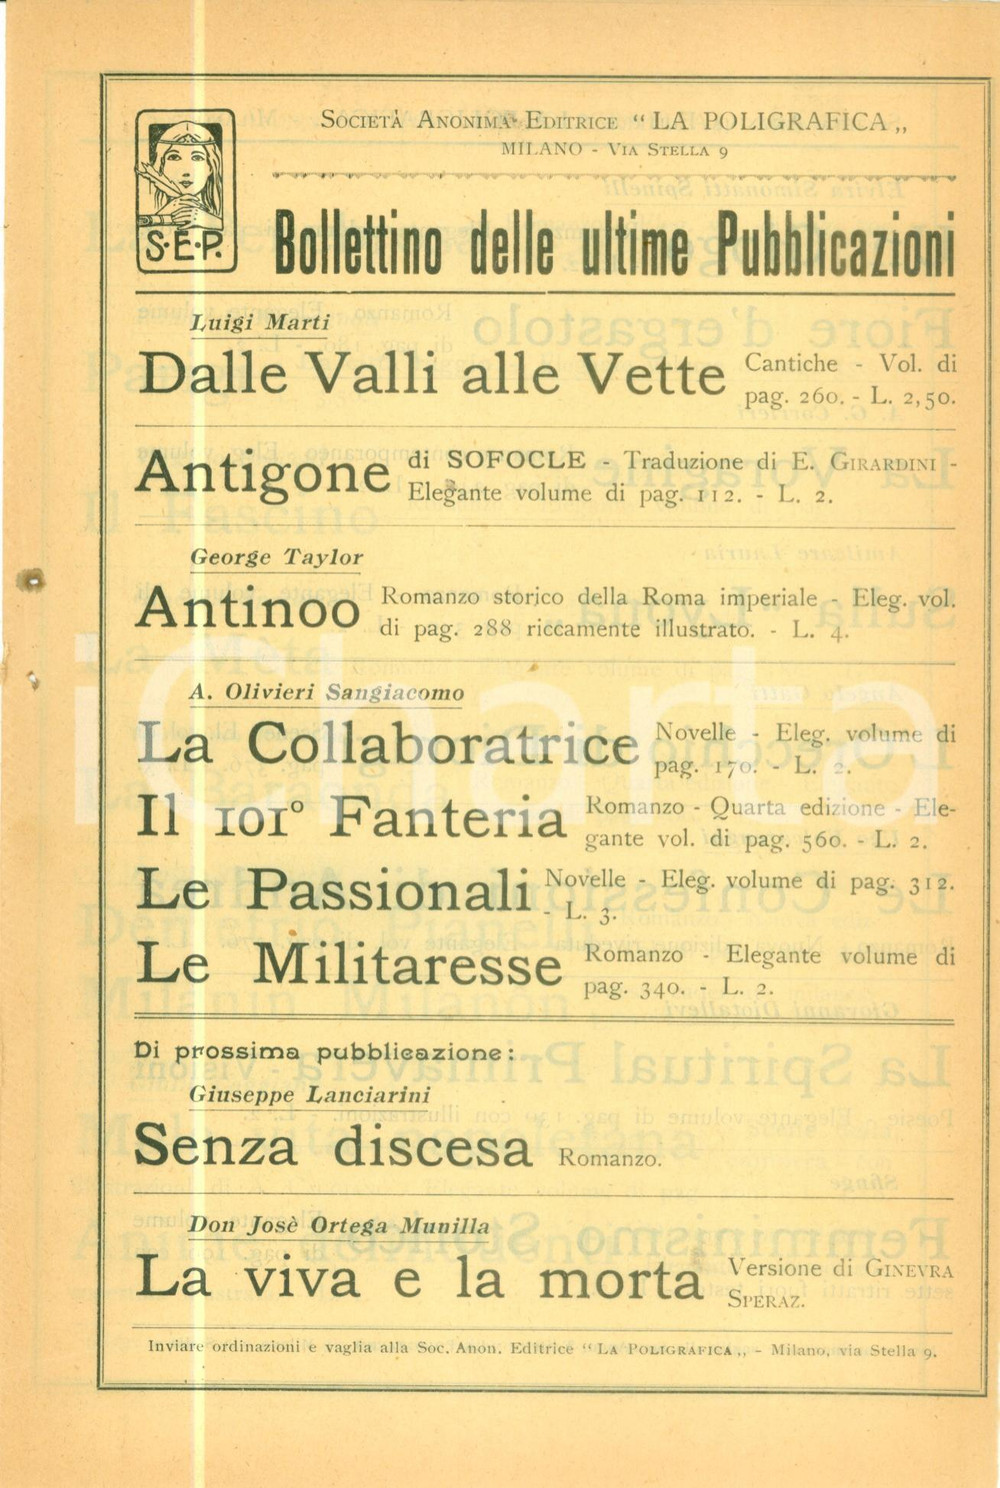 Società Anonima Editrice “ LA POLIGRAFICA „
MILANO - Via Stella 9
S.E.P.
Bollettino delle ultime Pubblicazioni
Luigi Marti
Dalle Valli alle Vette Cantiche - Vol. di
pag. 260. - L. 2,50.
Antigone di SOFOCLE - Traduzione di E. Girardini -
Elegante volume di pag. 112. - L. 2.
George Taylor
Antinoo Romanzo storico della Roma imperiale - Eleg. vol.
di pag. 288 riccamente illustrato. - L. 4.
A. Olivieri Sangiacomo
La Collaboratrice Novelle - Eleg. volume di
pag. 170. - L. 2.
Il 101° Fanteria Romanzo - Quarta edizione - Ele-
gante vol. di pag. 560. - L. 2.
Le Passionali Novelle - Eleg. volume di pag. 312.
- L. 3.
Le Militaresse Romanzo - Elegante volume di
pag. 340. - L. 2.
Di prossima pubblicazione:
Giuseppe Lanciarini
Senza discesa Romanzo.
Don Josè Ortega Munilla
La viva e la morta Versione di Ginevra
Speraz.
Inviare ordinazioni e vaglia alla Soc. Anon. Editrice “ La Poligrafica „ - Milano, via Stella 9.
iCharta